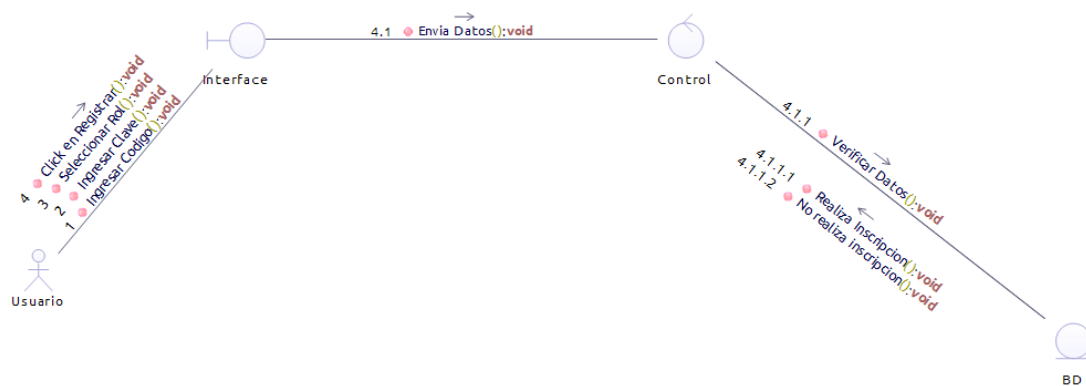 4.1 Envia Datos():void
Interface
Control
4 Click en Registrar():void
3 Seleccionar Rol():void
2 Ingresar Clave():void
1 Ingresar Codigo():void
Usuario
4.1.1 Verificar Datos():void
4.1.1.1 Realiza Inscripcion():void
4.1.1.2 No realiza inscripcion():void
BD